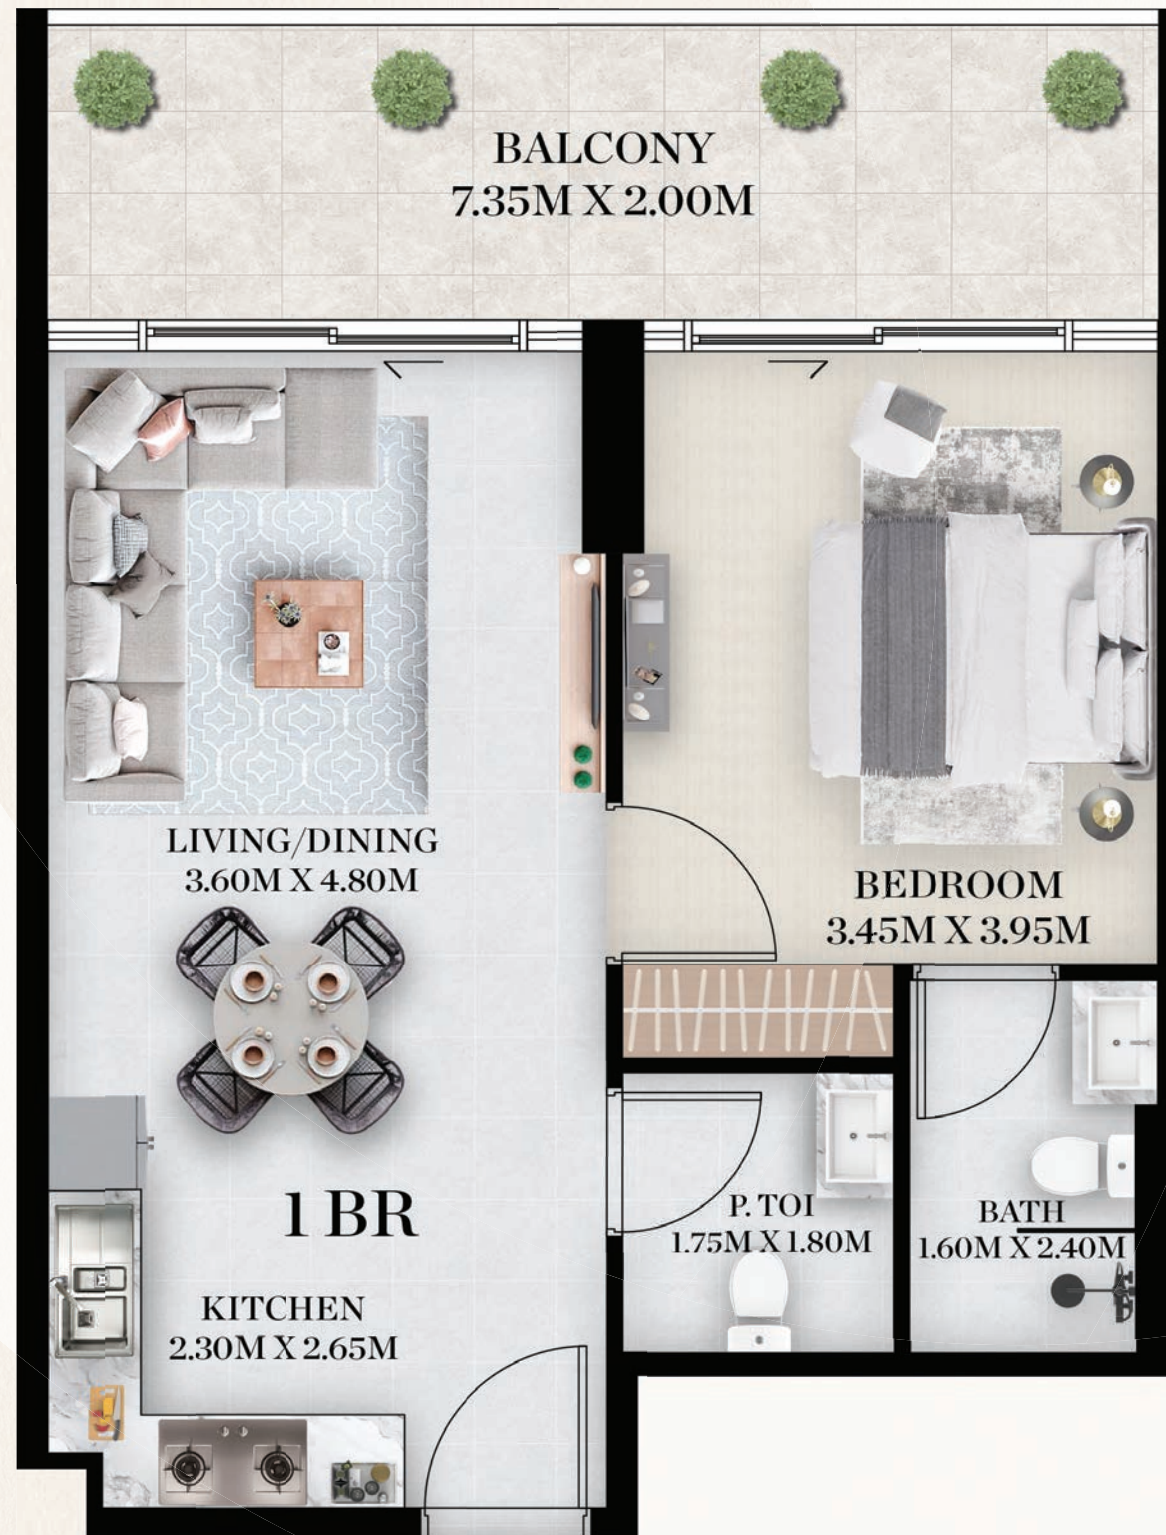 BALCONY
7.35M X 2.00M
LIVING/DINING
3.60M X 4.80M
BEDROOM
3.45M X 3.95M
1 BR
P. TOI
1.75M X 1.80M
BATH
1.60M X 2.40M
KITCHEN
2.30M X 2.65M